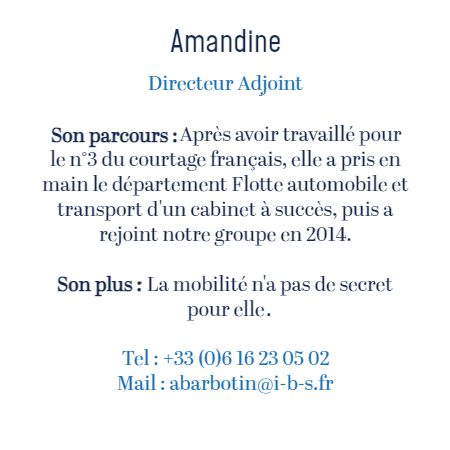 Amandine
Directeur Adjoint
Son parcours : Après avoir travaillé pour
le n°3 du courtage français, elle a pris en
main le département Flotte automobile et
transport d'un cabinet à succès, puis a
rejoint notre groupe en 2014.
Son plus : La mobilité n'a pas de secret
pour elle.
Tel : +33 (0)6 16 23 05 02
Mail : abarbotin@i-b-s.fr